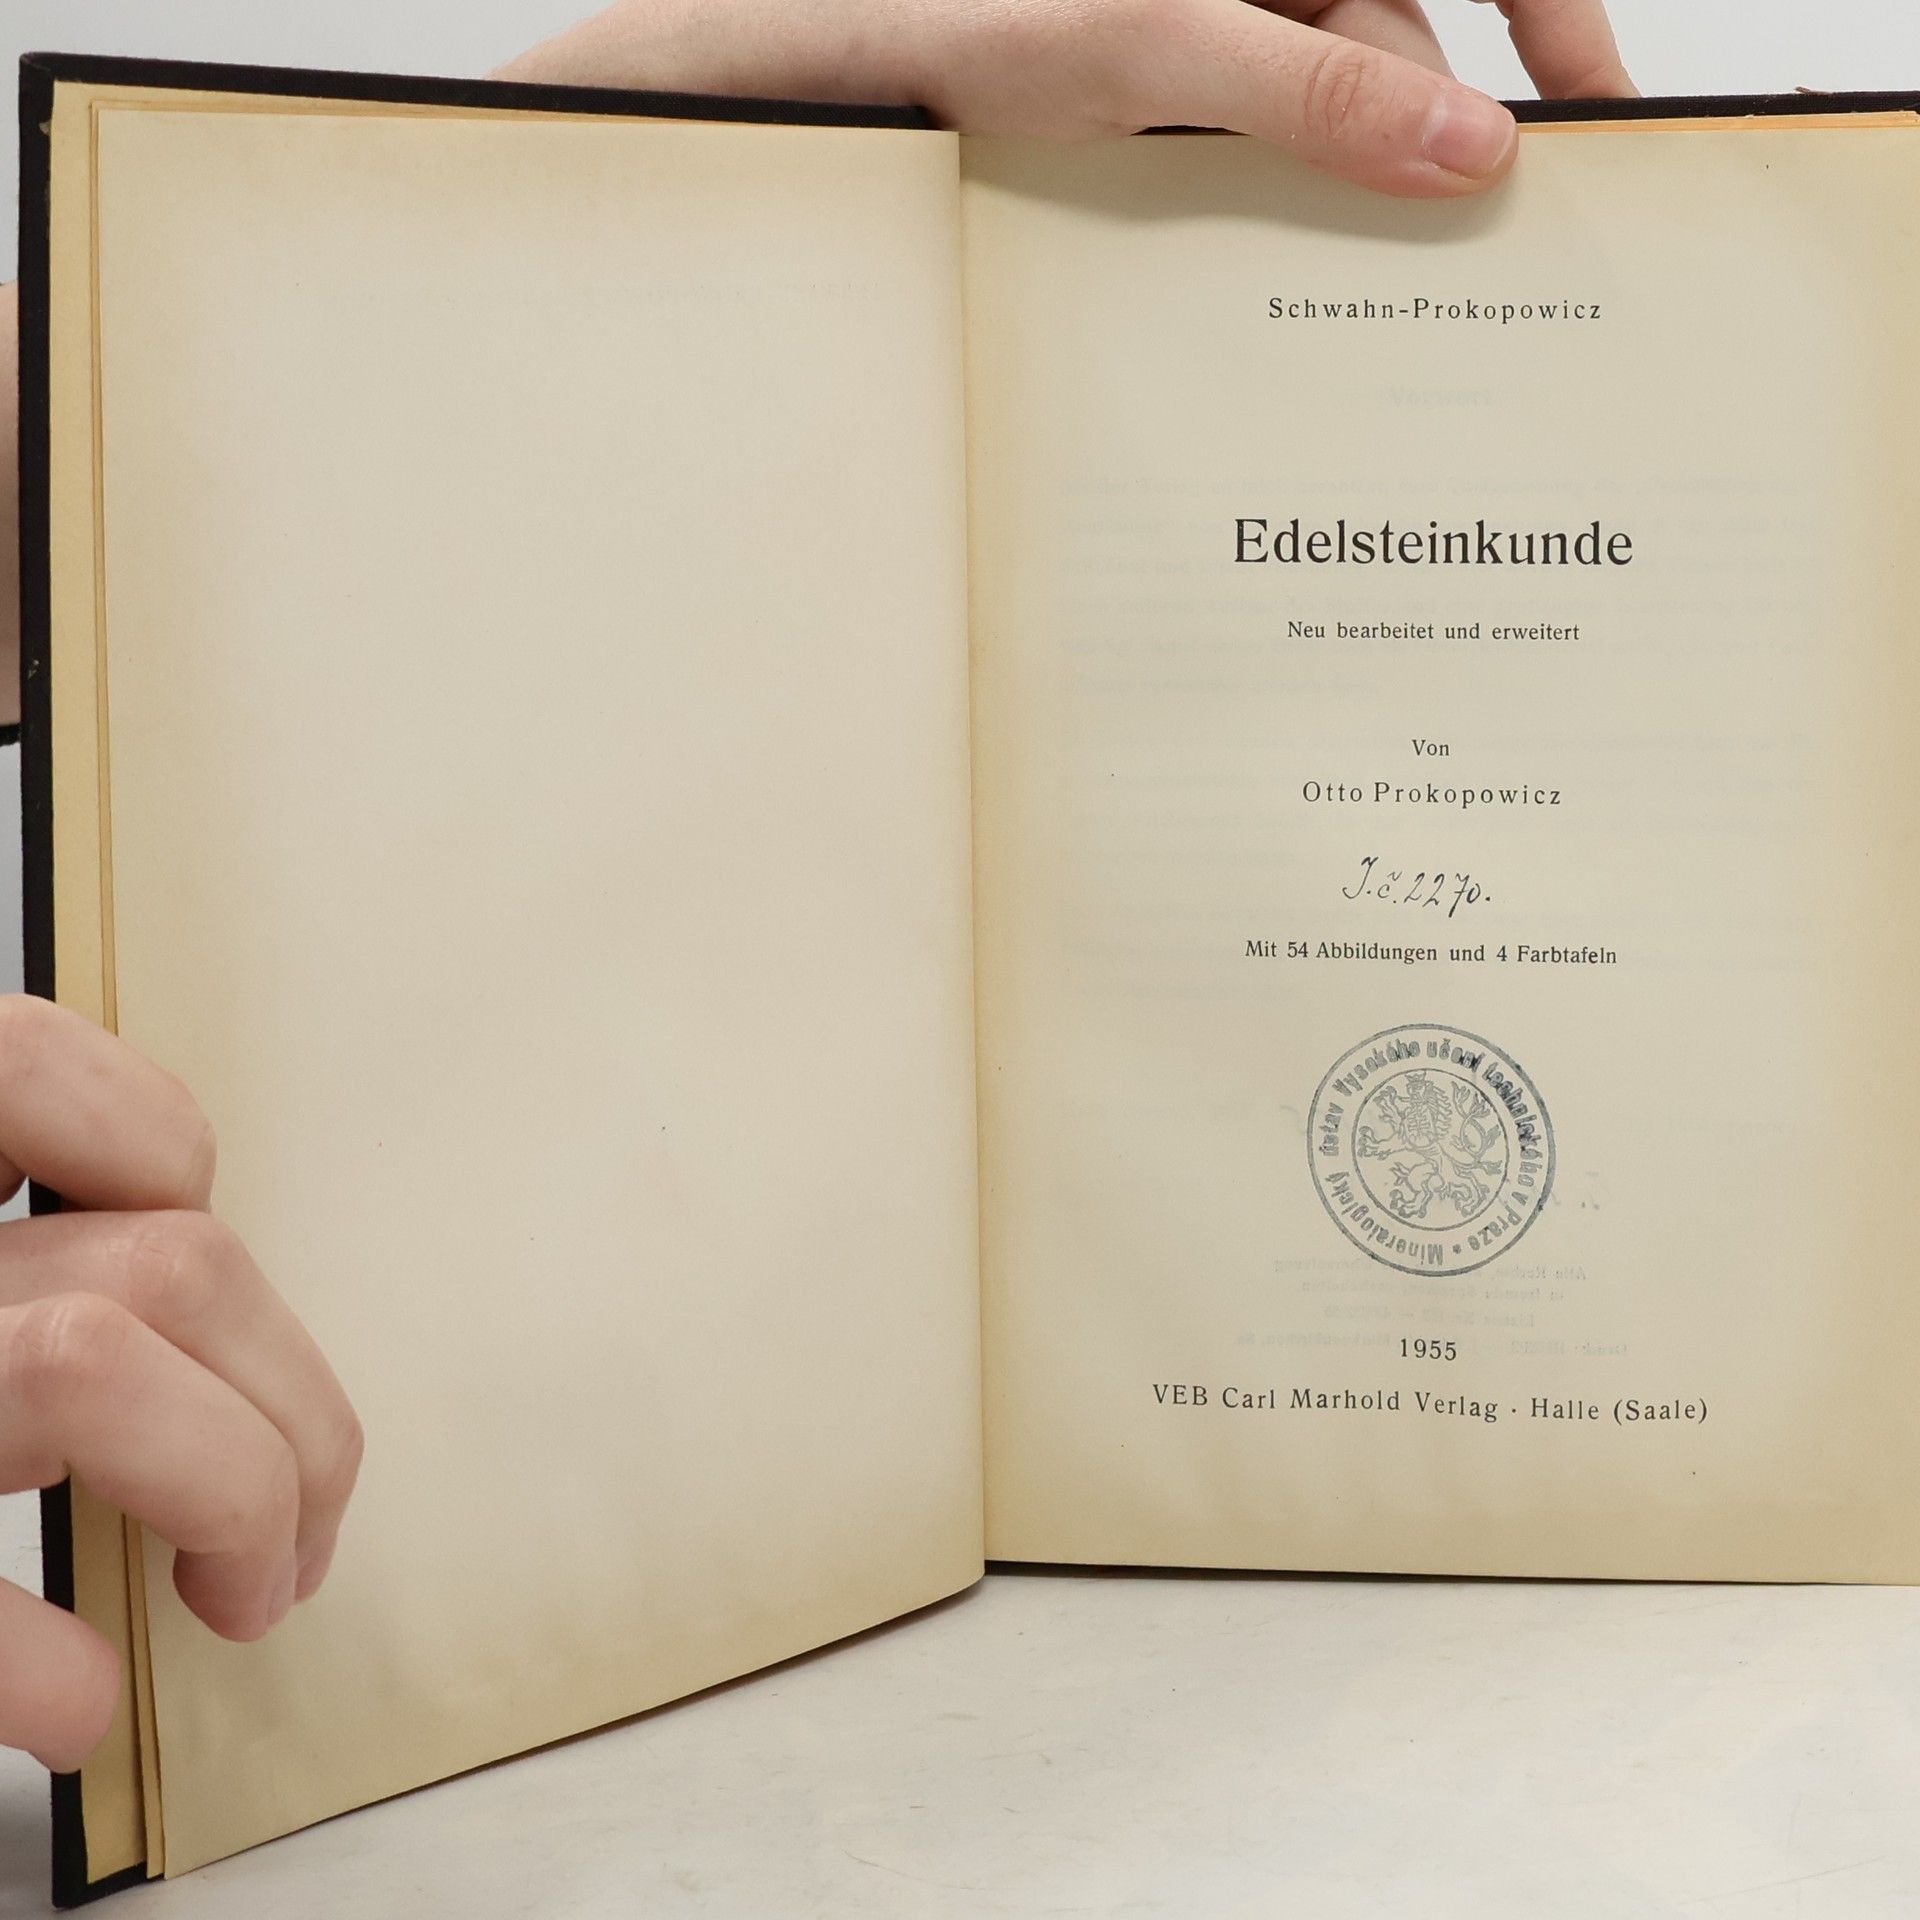 Schwahn-Prokopowicz
Edelsteinkunde
Neu bearbeitet und erweitert
Von
Otto Prokopowicz
J.č.2270.
Mit 54 Abbildungen und 4 Farbtafeln
Mineralogický ústav Vysokého učení technického v Praze
1955
VEB Carl Marhold Verlag · Halle (Saale)